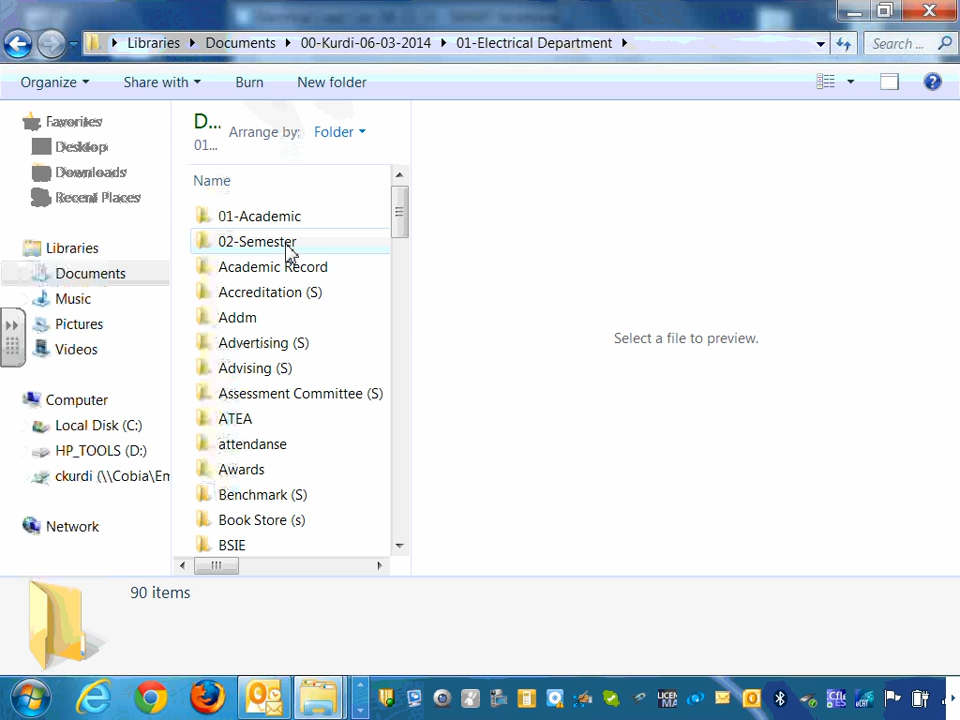 Libraries ▸ Documents ▸ 00-Kurdi-06-03-2014 ▸ 01-Electrical Department ▸
Search ...
Organize Share with Burn New folder
Favorites
Desktop
Downloads
Recent Places
Libraries
Documents
Music
Pictures
Videos
Computer
Local Disk (C:)
HP_TOOLS (D:)
ckurdi (\\Cobia\Em
Network
D...
01...
Arrange by: Folder
Name
01-Academic
02-Semester
Academic Record
Accreditation (S)
Addm
Advertising (S)
Advising (S)
Assessment Committee (S)
ATEA
attendanse
Awards
Benchmark (S)
Book Store (s)
BSIE
Select a file to preview.
90 items